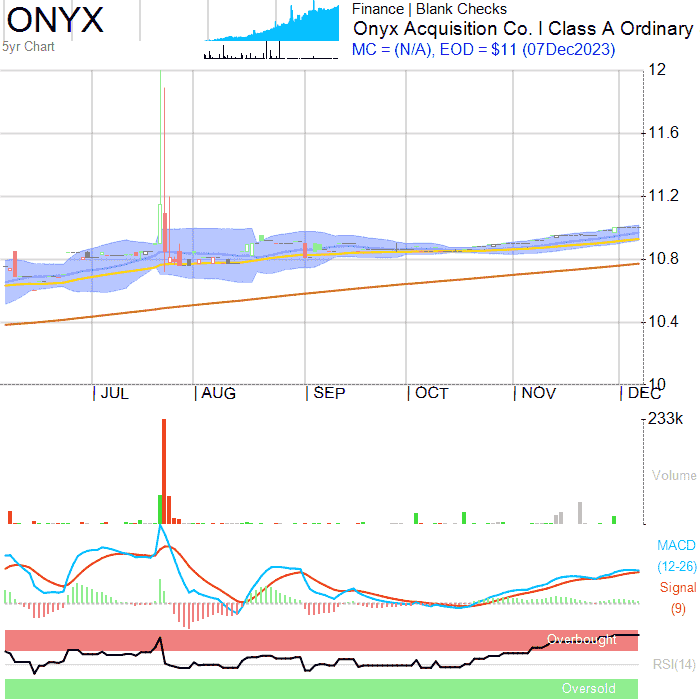 ONYX
5yr Chart
Finance | Blank Checks
Onyx Acquisition Co. I Class A Ordinary
MC = (N/A), EOD = $11 (07Dec2023)
12
11.6
11.2
10.8
10.4
10
JUL AUG SEP OCT NOV DEC
233k
Volume
MACD
(12-26)
Signal
(9)
Overbought
RSI(14)
Oversold